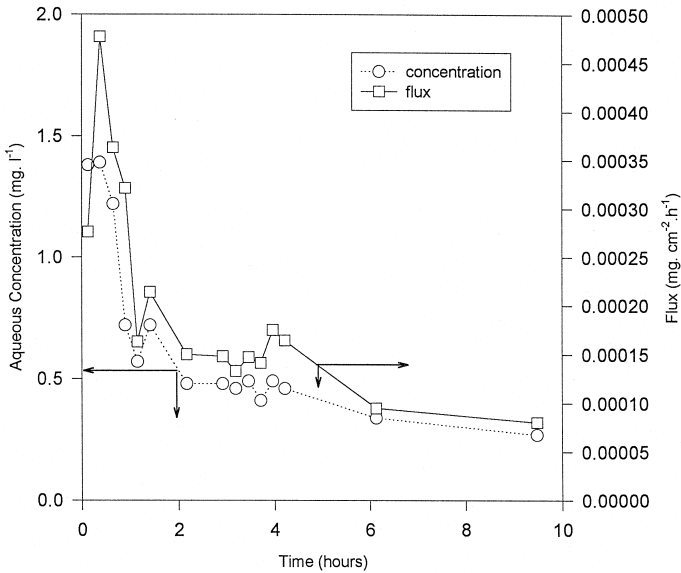 2.0
1.5
1.0
0.5
0.0
Aqueous Concentration (mg. l⁻¹)
concentration
flux
0.00050
0.00045
0.00040
0.00035
0.00030
0.00025
0.00020
0.00015
0.00010
0.00005
0.00000
Flux (mg. cm⁻².h⁻¹)
0 2 4 6 8 10
Time (hours)